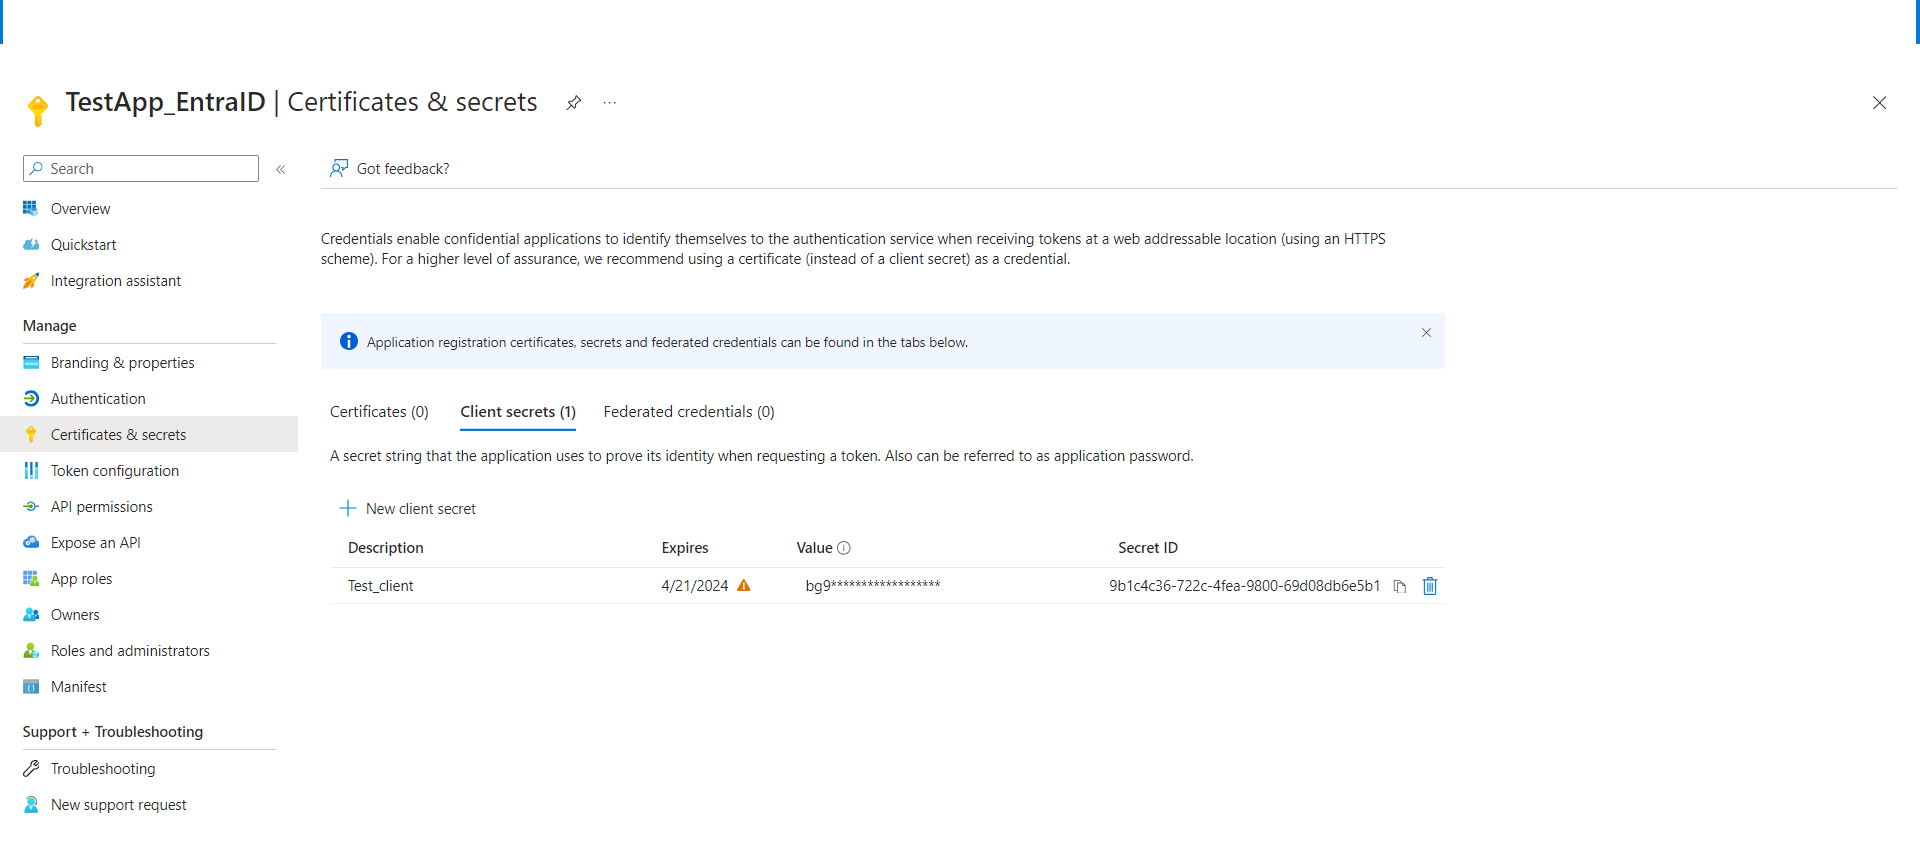 TestApp_EntraID | Certificates & secrets
Search
Got feedback?
Overview
Quickstart
Integration assistant
Manage
Branding & properties
Authentication
Certificates & secrets
Token configuration
API permissions
Expose an API
App roles
Owners
Roles and administrators
Manifest
Support + Troubleshooting
Troubleshooting
New support request
Credentials enable confidential applications to identify themselves to the authentication service when receiving tokens at a web addressable location (using an HTTPS
scheme). For a higher level of assurance, we recommend using a certificate (instead of a client secret) as a credential.
Application registration certificates, secrets and federated credentials can be found in the tabs below.
Certificates (0) Client secrets (1) Federated credentials (0)
A secret string that the application uses to prove its identity when requesting a token. Also can be referred to as application password.
New client secret
Description Expires Value Secret ID
Test_client 4/21/2024 bg9****************** 9b1c4c36-722c-4fea-9800-69d08db6e5b1